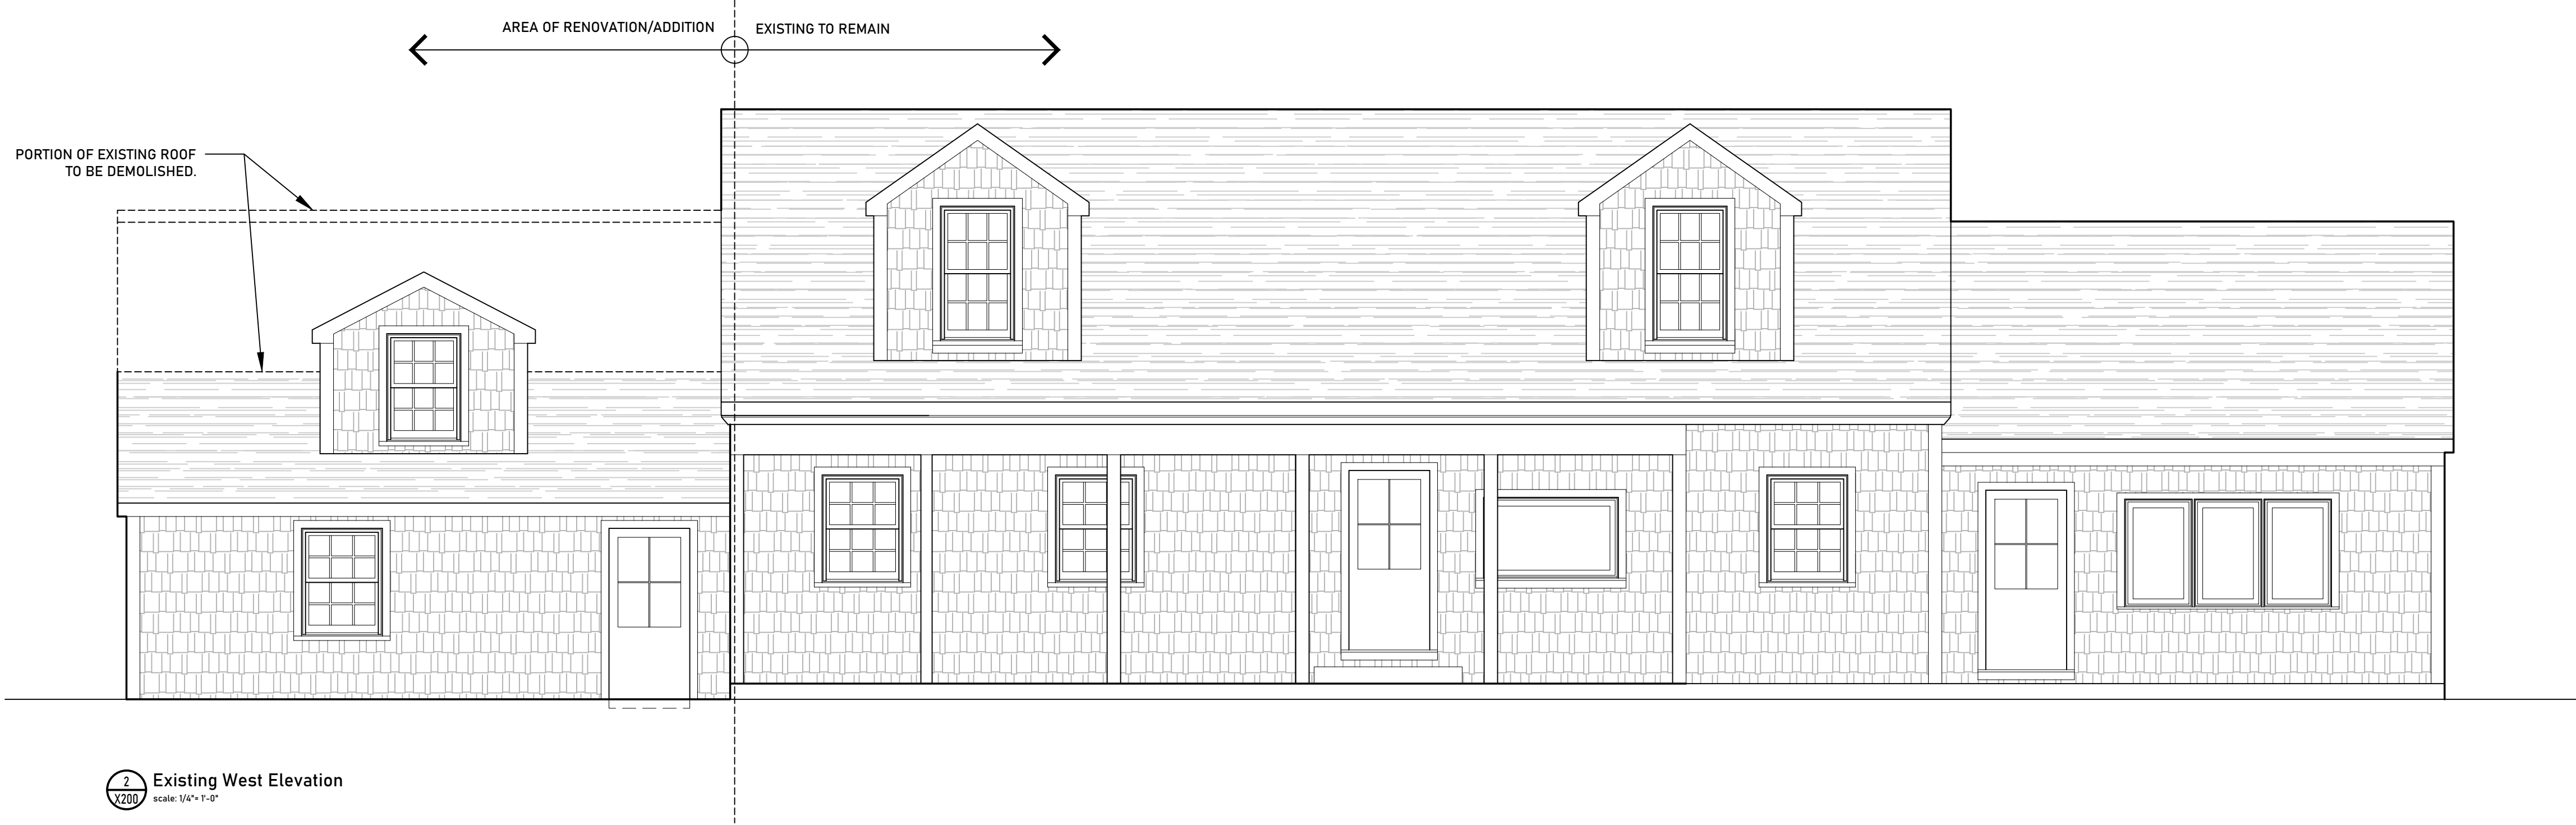 AREA OF RENOVATION/ADDITION
EXISTING TO REMAIN
PORTION OF EXISTING ROOF
TO BE DEMOLISHED.
2
X200
Existing West Elevation
scale: 1/4"= 1'-0"